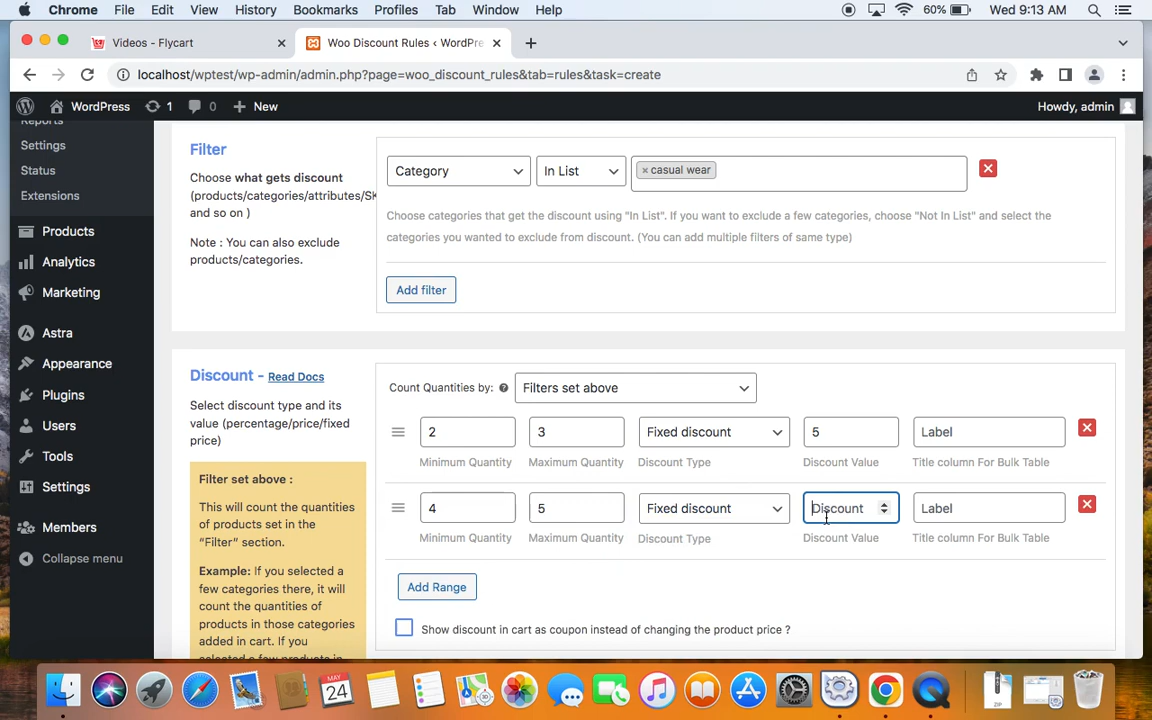 Chrome File Edit View History Bookmarks Profiles Tab Window Help 60% Wed 9:13 AM
Videos - Flycart Woo Discount Rules ‹ WordPre
localhost/wptest/wp-admin/admin.php?page=woo_discount_rules&tab=rules&task=create
WordPress 1 0 New Howdy, admin
Reports
Settings
Status
Extensions
Products
Analytics
Marketing
Astra
Appearance
Plugins
Users
Tools
Settings
Members
Collapse menu
Filter
Choose what gets discount
(products/categories/attributes/SK
and so on )
Note : You can also exclude
products/categories.
Category In List × casual wear
Choose categories that get the discount using "In List". If you want to exclude a few categories, choose "Not In List" and select the
categories you wanted to exclude from discount. (You can add multiple filters of same type)
Add filter
Discount - Read Docs
Select discount type and its
value (percentage/price/fixed
price)
Filter set above :
This will count the quantities
of products set in the
“Filter” section.
Example: If you selected a
few categories there, it will
count the quantities of
products in those categories
added in cart. If you
selected a few products in
Count Quantities by: Filters set above
2 3 Fixed discount 5 Label
Minimum Quantity Maximum Quantity Discount Type Discount Value Title column For Bulk Table
4 5 Fixed discount Discount Label
Minimum Quantity Maximum Quantity Discount Type Discount Value Title column For Bulk Table
Add Range
Show discount in cart as coupon instead of changing the product price ?
MAY
24
ZIP